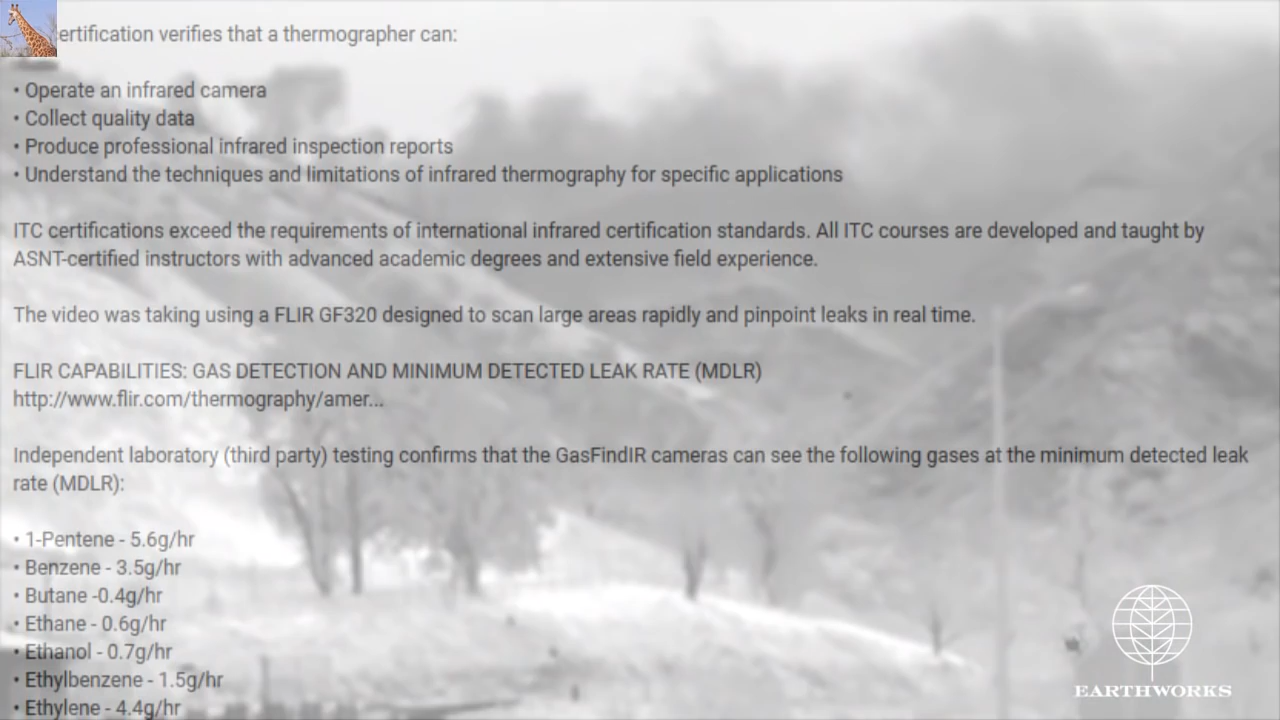 ertification verifies that a thermographer can:
• Operate an infrared camera
• Collect quality data
• Produce professional infrared inspection reports
• Understand the techniques and limitations of infrared thermography for specific applications
ITC certifications exceed the requirements of international infrared certification standards. All ITC courses are developed and taught by
ASNT-certified instructors with advanced academic degrees and extensive field experience.
The video was taking using a FLIR GF320 designed to scan large areas rapidly and pinpoint leaks in real time.
FLIR CAPABILITIES: GAS DETECTION AND MINIMUM DETECTED LEAK RATE (MDLR)
http://www.flir.com/thermography/amer...
Independent laboratory (third party) testing confirms that the GasFindIR cameras can see the following gases at the minimum detected leak
rate (MDLR):
• 1-Pentene - 5.6g/hr
• Benzene - 3.5g/hr
• Butane -0.4g/hr
• Ethane - 0.6g/hr
• Ethanol - 0.7g/hr
• Ethylbenzene - 1.5g/hr
• Ethylene - 4.4g/hr
EARTHWORKS